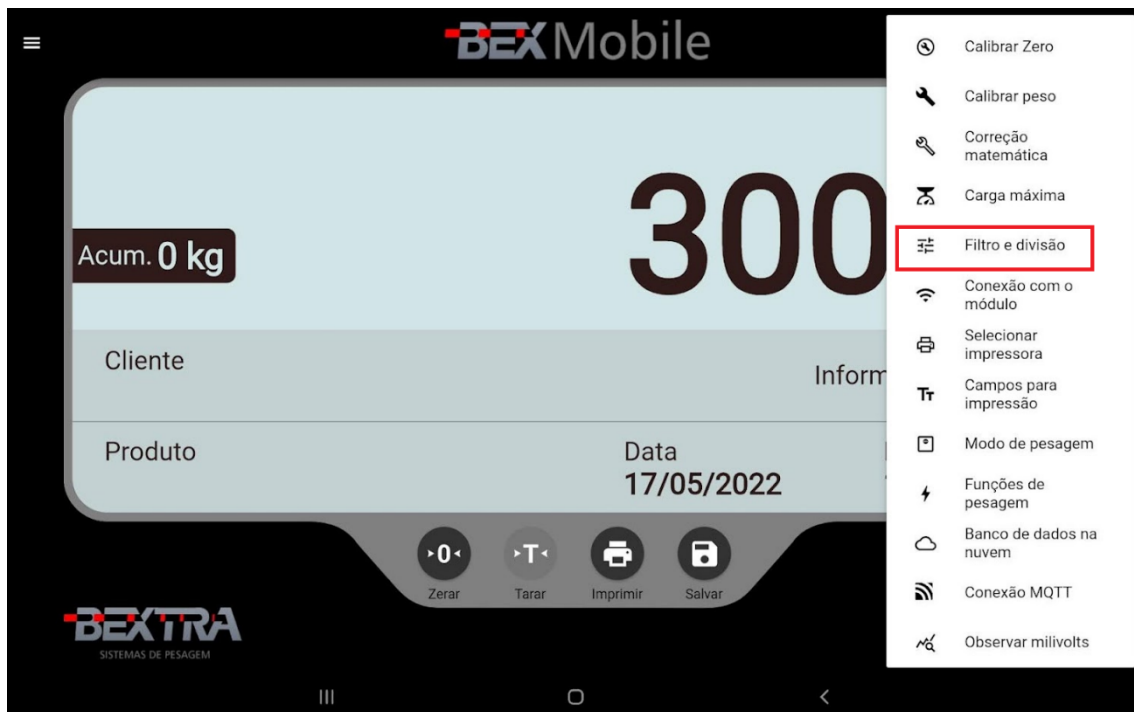 BEX Mobile
300
Acum. 0 kg
Cliente
Inform
Produto
Data
17/05/2022
▸0◂
▸T◂
Zerar
Tarar
Imprimir
Salvar
BEXTRA
SISTEMAS DE PESAGEM
Calibrar Zero
Calibrar peso
Correção
matemática
Carga máxima
Filtro e divisão
Conexão com o
módulo
Selecionar
impressora
Tт
Campos para
impressão
Modo de pesagem
Funções de
pesagem
Banco de dados na
nuvem
Conexão MQTT
Observar milivolts